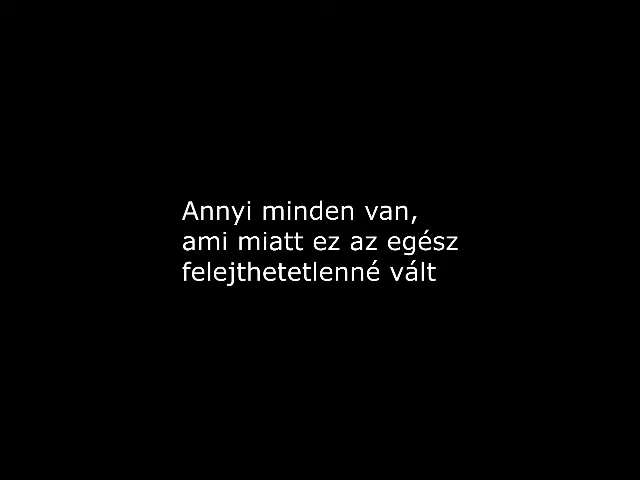 Annyi minden van,
ami miatt ez az egész
felejthetetlenné vált